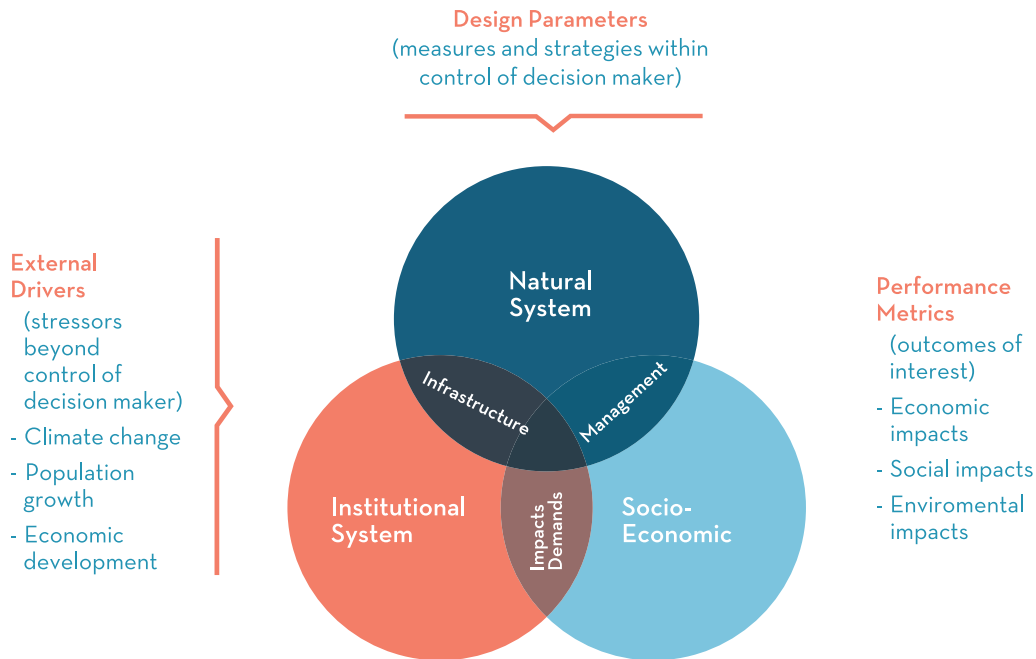 Design Parameters
(measures and strategies within
control of decision maker)
External
Drivers
(stressors
beyond
control of
decision maker)
- Climate change
- Population
growth
- Economic
development
Natural
System
Infrastructure
Management
Institutional
System
Impacts
Demands
Socio-
Economic
Performance
Metrics
(outcomes of
interest)
- Economic
impacts
- Social impacts
- Enviromental
impacts